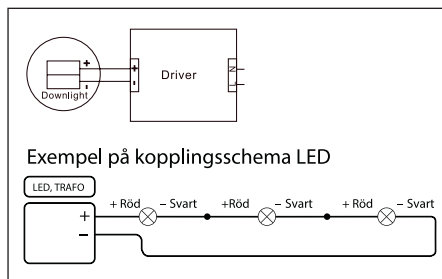 + + Driver N
- - L
Downlight
Exempel på kopplingsschema LED
LED, TRAFO
+ Röd – Svart +Röd – Svart + Röd – Svart
+
–